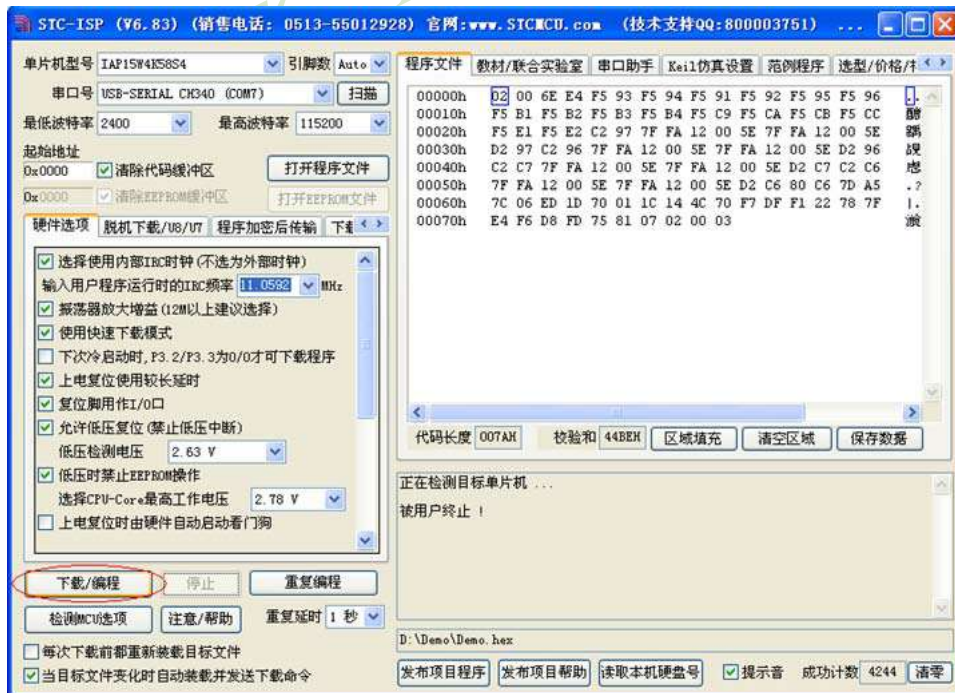 STC-ISP (V6.83) (销售电话: 0513-55012928) 官网:www.STCMCU.com (技术支持QQ:800003751) ...
单片机型号 IAP15W4K58S4 引脚数 Auto
串口号 USB-SERIAL CH340 (COM7) 扫描
最低波特率 2400 最高波特率 115200
起始地址
0x0000 清除代码缓冲区 打开程序文件
0x0000 清除EEPROM缓冲区 打开EEPROM文件
硬件选项 脱机下载/U8/U7 程序加密后传输
选择使用内部IRC时钟(不选为外部时钟)
输入用户程序运行时的IRC频率 11.0592 MHz
振荡器放大增益(12M以上建议选择)
使用快速下载模式
下次冷启动时,P3.2/P3.3为0/0才可下载程序
上电复位使用较长延时
复位脚用作I/O口
允许低压复位(禁止低压中断)
低压检测电压 2.63 V
低压时禁止EEPROM操作
选择CPU-Core最高工作电压 2.78 V
上电复位时由硬件自动启动看门狗
下载/编程 停止 重复编程
检测MCU选项 注意/帮助 重复延时 1 秒
每次下载前都重新装载目标文件
当目标文件变化时自动装载并发送下载命令
程序文件 教材/联合实验室 串口助手 Keil仿真设置 范例程序 选型/价格/
00000h 02 00 6E E4 F5 93 F5 94 F5 91 F5 92 F5 95 F5 96
00010h F5 B1 F5 B2 F5 B3 F5 B4 F5 C9 F5 CA F5 CB F5 CC
00020h F5 E1 F5 E2 C2 97 7F FA 12 00 5E 7F FA 12 00 5E
00030h D2 97 C2 96 7F FA 12 00 5E 7F FA 12 00 5E D2 96
00040h C2 C7 7F FA 12 00 5E 7F FA 12 00 5E D2 C7 C2 C6
00050h 7F FA 12 00 5E 7F FA 12 00 5E D2 C6 80 C6 7D A5 .?
00060h 7C 06 ED 1D 70 01 1C 14 4C 70 F7 DF F1 22 78 7F |.
00070h E4 F6 D8 FD 75 81 07 02 00 03
代码长度 007AH 校验和 44BEH 区域填充 清空区域 保存数据
正在检测目标单片机 ...
被用户终止 !
D:\Demo\Demo.hex
发布项目程序 发布项目帮助 读取本机硬盘号 提示音 成功计数 4244 清零